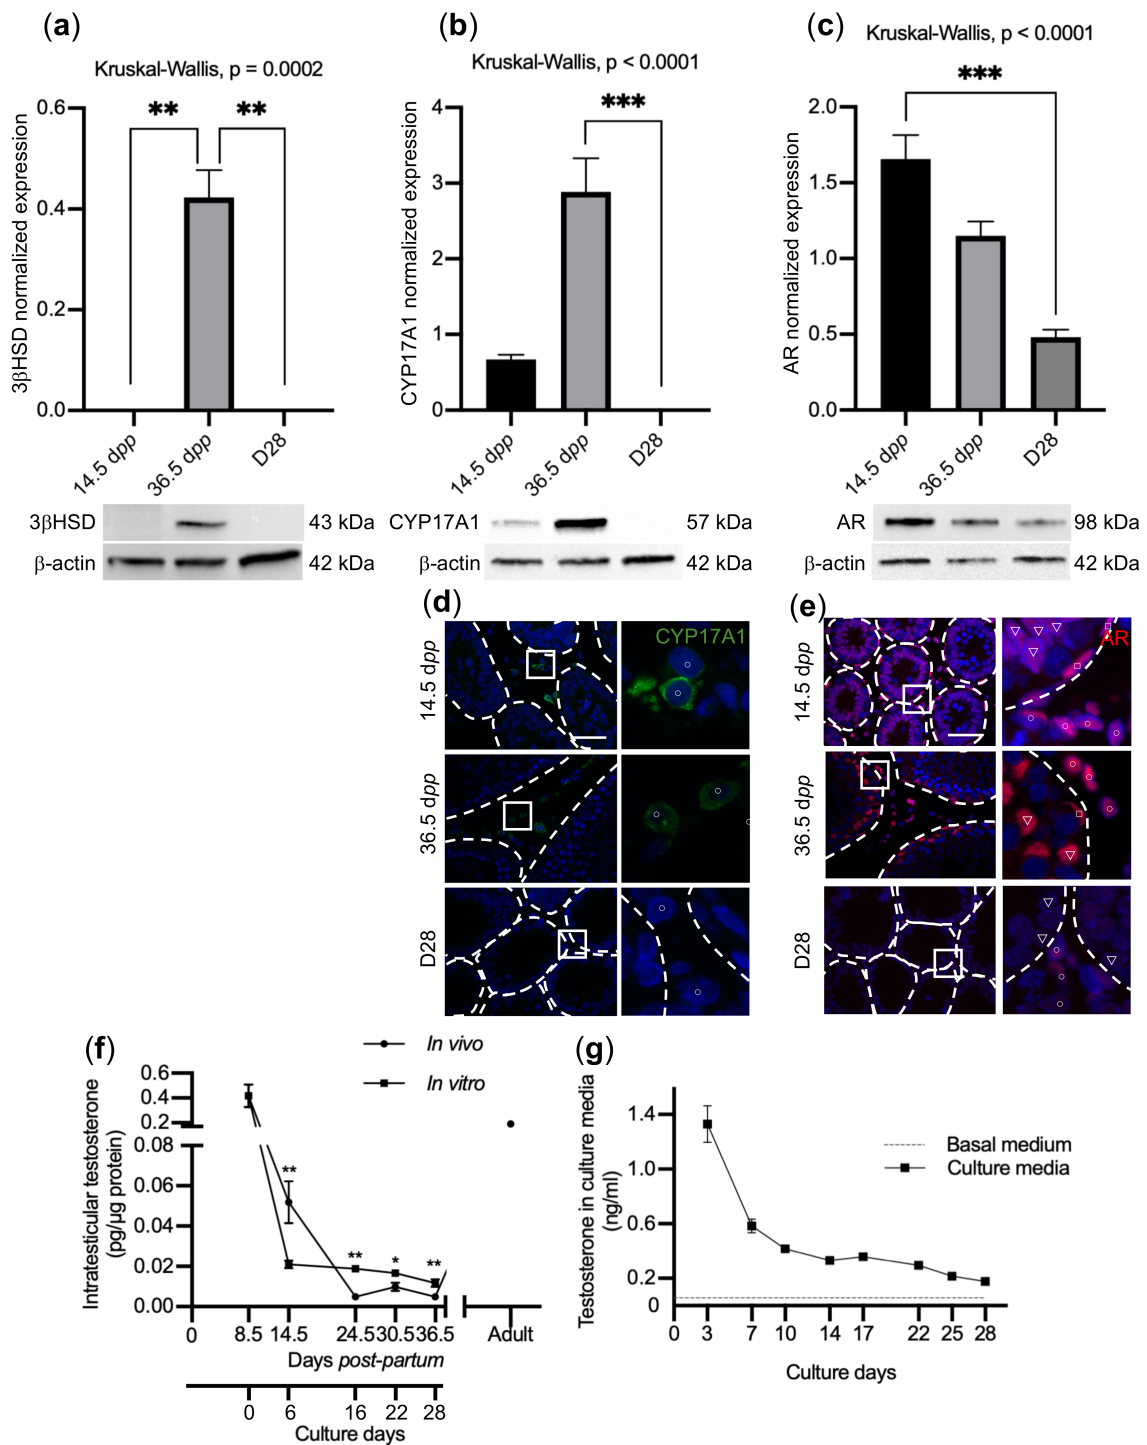 (a)
Kruskal-Wallis, p = 0.0002
** **
3βHSD normalized expression
0.6
0.4
0.2
0.0
14.5 dpp
36.5 dpp
D28
3βHSD 43 kDa
β-actin 42 kDa
(b)
Kruskal-Wallis, p < 0.0001
***
CYP17A1 normalized expression
4
3
2
1
0
14.5 dpp
36.5 dpp
D28
CYP17A1 57 kDa
β-actin 42 kDa
(c)
Kruskal-Wallis, p < 0.0001
***
AR normalized expression
2.0
1.5
1.0
0.5
0.0
14.5 dpp
36.5 dpp
D28
AR 98 kDa
β-actin 42 kDa
(d)
CYP17A1
14.5 dpp
36.5 dpp
D28
(e)
AR
14.5 dpp
36.5 dpp
D28
(f)
In vivo
In vitro
Intratesticular testosterone
(pg/µg protein)
0.6
0.4
0.2
0.08
0.06
0.04
0.02
0.00
** ** * **
0 8.5 14.5 24.5 30.5 36.5 Adult
Days post-partum
0 6 16 22 28
Culture days
(g)
Testosterone in culture media
(ng/ml)
1.4
1.0
0.6
0.2
0
Basal medium
Culture media
0 3 7 10 14 17 22 25 28
Culture days